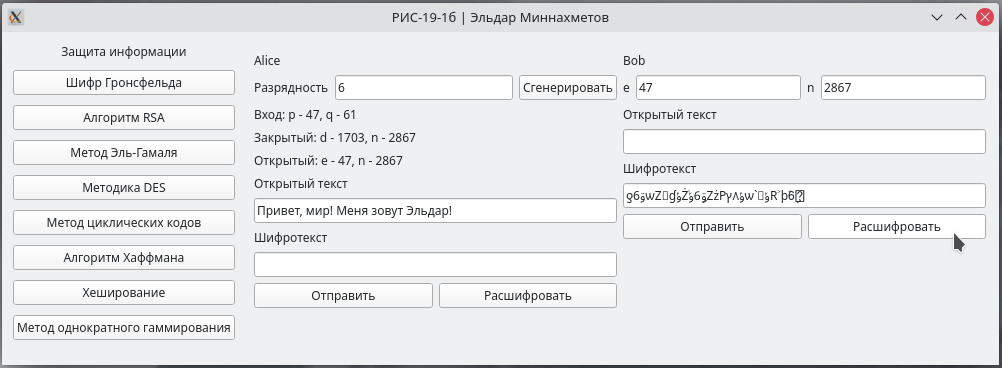 РИС-19-1б | Эльдар Миннахметов
Защита информации
Шифр Гронсфельда
Алгоритм RSA
Метод Эль-Гамаля
Методика DES
Метод циклических кодов
Алгоритм Хаффмана
Хеширование
Метод однократного гаммирования
Alice
Разрядность 6 Сгенерировать
Вход: p - 47, q - 61
Закрытый: d - 1703, n - 2867
Открытый: e - 47, n - 2867
Открытый текст
Привет, мир! Меня зовут Эльдар!
Шифротекст
Отправить Расшифровать
Bob
e 47 n 2867
Открытый текст
Шифротекст
Отправить Расшифровать